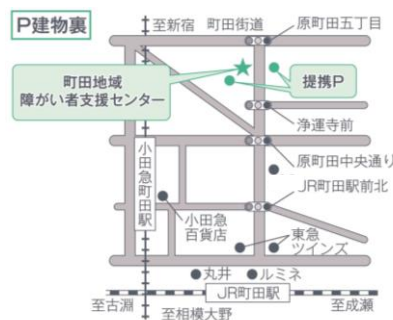 P建物裏
至新宿
町田街道
原町田五丁目
町田地域
障がい者支援センター
提携P
浄運寺前
小田急町田駅
原町田中央通り
JR町田駅前北
小田急
百貨店
東急
ツインズ
丸井
ルミネ
JR町田駅
至古淵
至相模大野
至成瀬